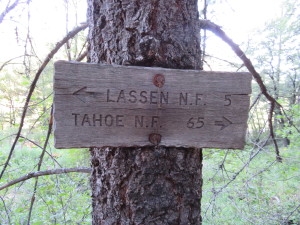 ← LASSEN N.F. 5
TAHOE N.F. 65 →